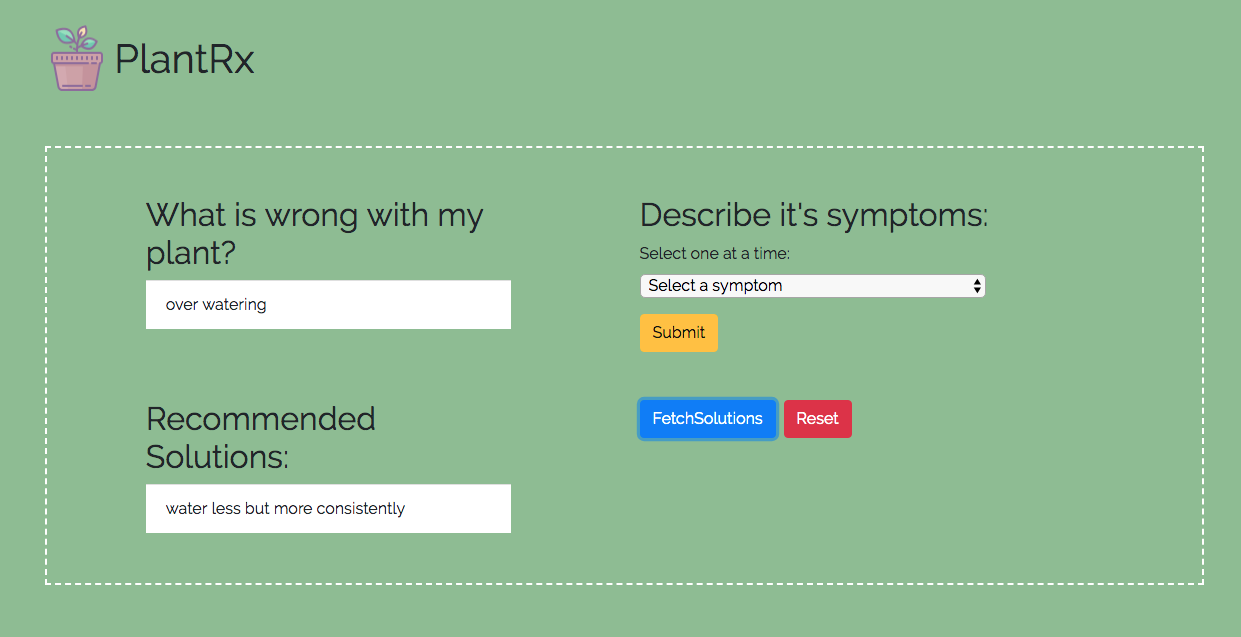 PlantRx
What is wrong with my
plant?
over watering
Recommended
Solutions:
water less but more consistently
Describe it's symptoms:
Select one at a time:
Select a symptom
Submit
FetchSolutions
Reset